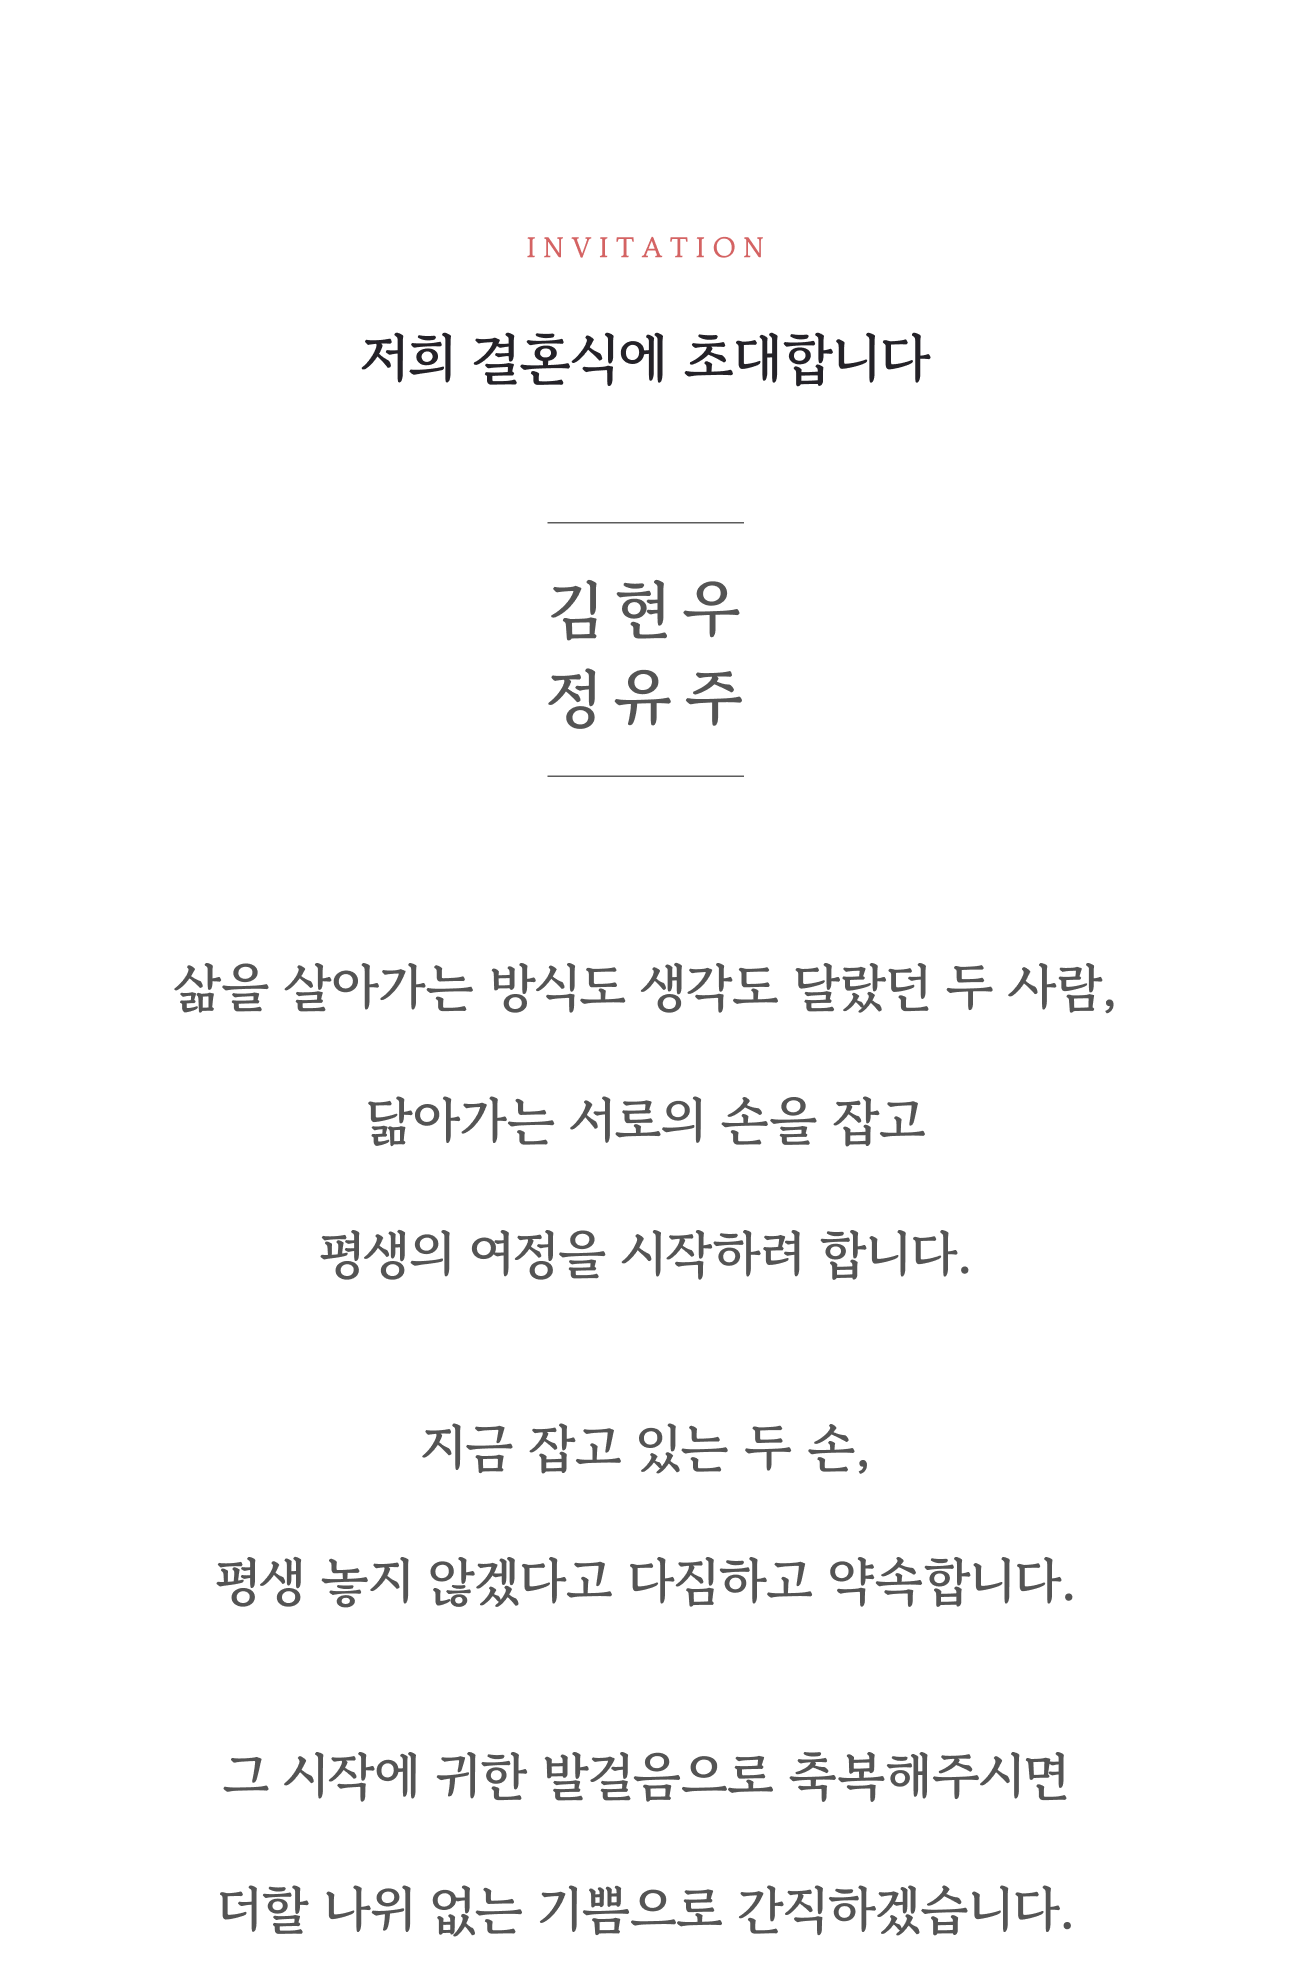 INVITATION
저희 결혼식에 초대합니다
김현우
정유주
삶을 살아가는 방식도 생각도 달랐던 두 사람,
닮아가는 서로의 손을 잡고
평생의 여정을 시작하려 합니다.
지금 잡고 있는 두 손,
평생 놓지 않겠다고 다짐하고 약속합니다.
그 시작에 귀한 발걸음으로 축복해주시면
더할 나위 없는 기쁨으로 간직하겠습니다.